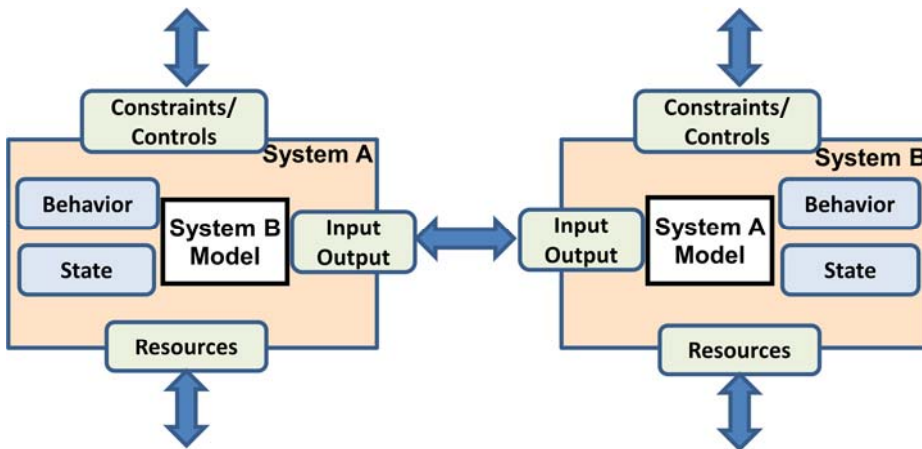 Constraints/
Controls
System A
Behavior
State
System B
Model
Input
Output
Resources
Constraints/
Controls
System B
Input
Output
System A
Model
Behavior
State
Resources